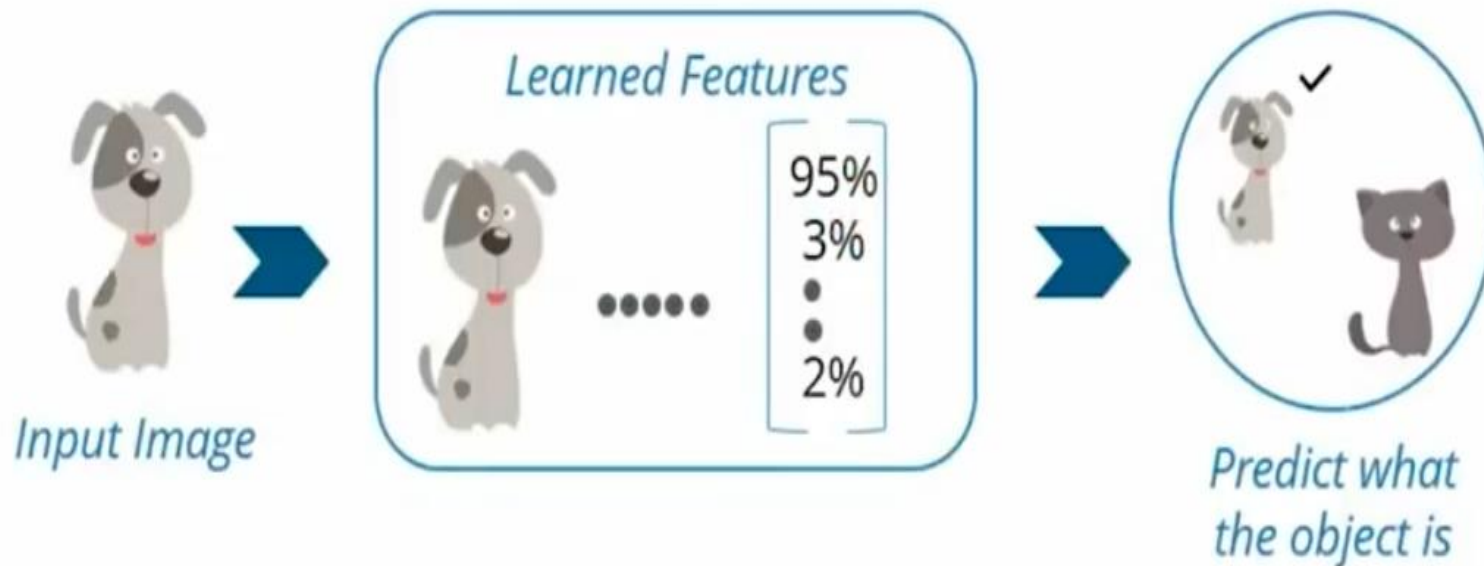 Learned Features
95%
3%
2%
Input Image
Predict what
the object is